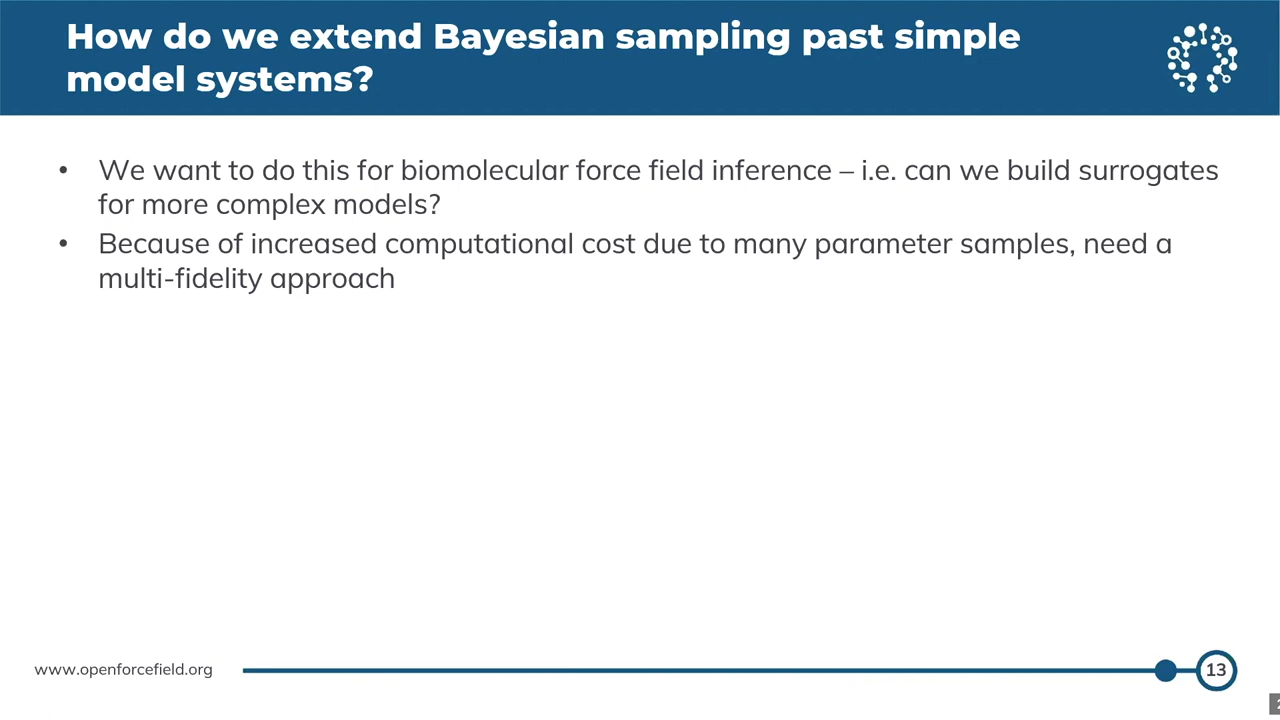 How do we extend Bayesian sampling past simple
model systems?
• We want to do this for biomolecular force field inference – i.e. can we build surrogates
for more complex models?
• Because of increased computational cost due to many parameter samples, need a
multi-fidelity approach
www.openforcefield.org
13